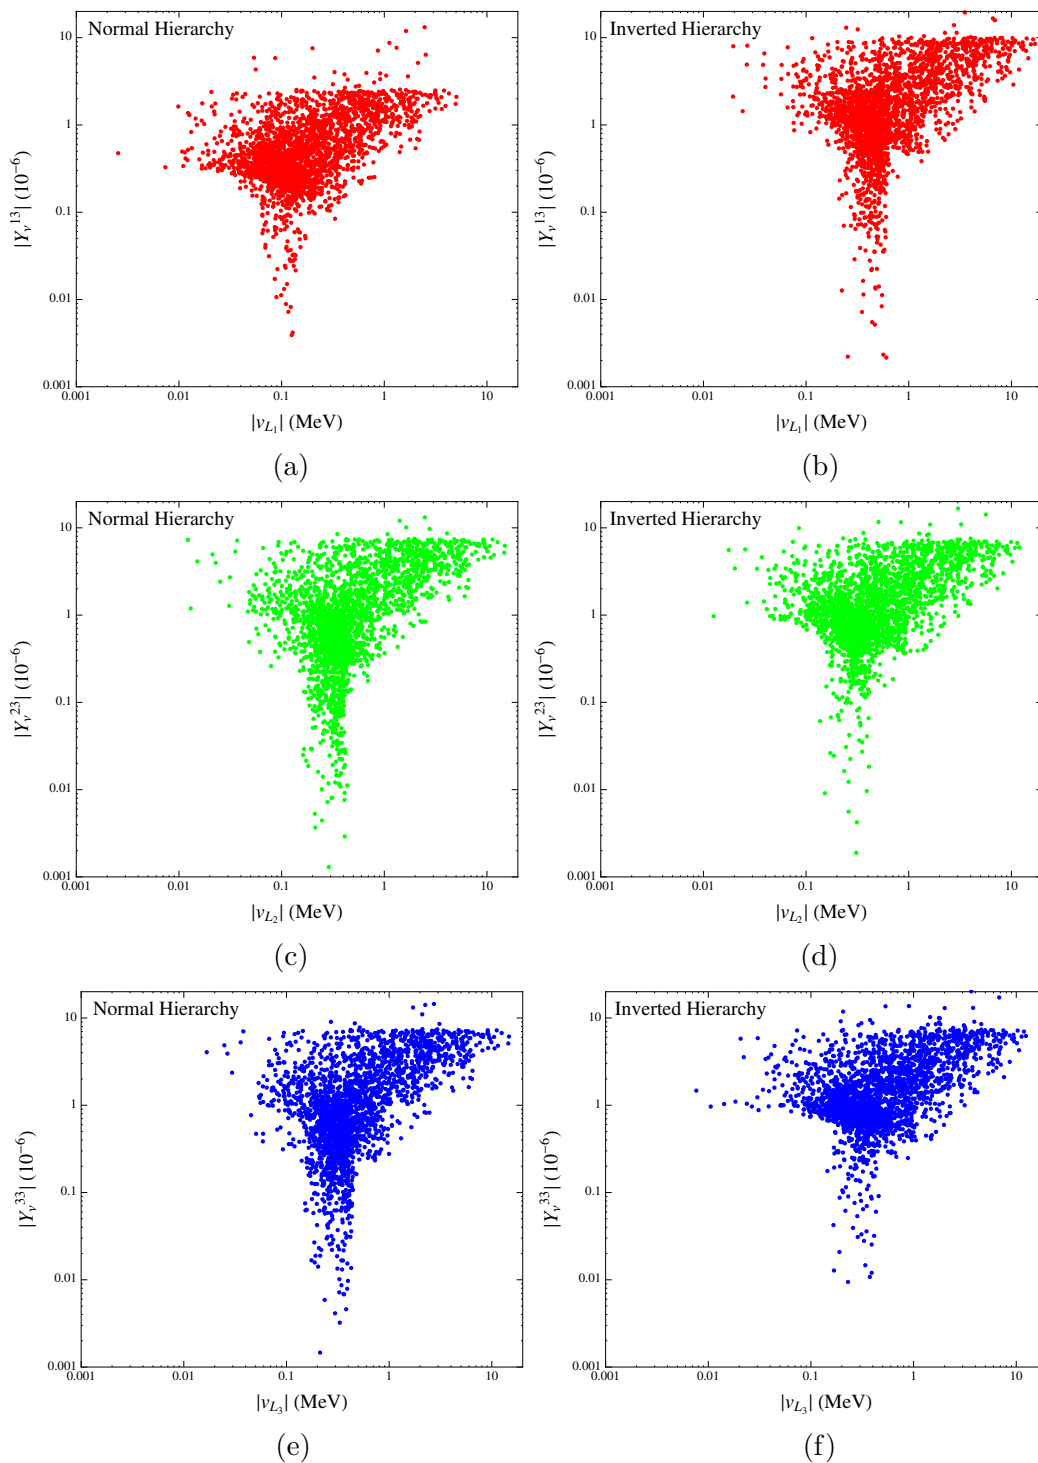 Normal Hierarchy
|Y_ν^13| (10^−6)
10
1
0.1
0.01
0.001
0.001
0.01
0.1
1
10
|v_L1| (MeV)
(a)
Inverted Hierarchy
|Y_ν^13| (10^−6)
10
1
0.1
0.01
0.001
0.001
0.01
0.1
1
10
|v_L1| (MeV)
(b)
Normal Hierarchy
|Y_ν^23| (10^−6)
10
1
0.1
0.01
0.001
0.001
0.01
0.1
1
10
|v_L2| (MeV)
(c)
Inverted Hierarchy
|Y_ν^23| (10^−6)
10
1
0.1
0.01
0.001
0.001
0.01
0.1
1
10
|v_L2| (MeV)
(d)
Normal Hierarchy
|Y_ν^33| (10^−6)
10
1
0.1
0.01
0.001
0.001
0.01
0.1
1
10
|v_L3| (MeV)
(e)
Inverted Hierarchy
|Y_ν^33| (10^−6)
10
1
0.1
0.01
0.001
0.001
0.01
0.1
1
10
|v_L3| (MeV)
(f)